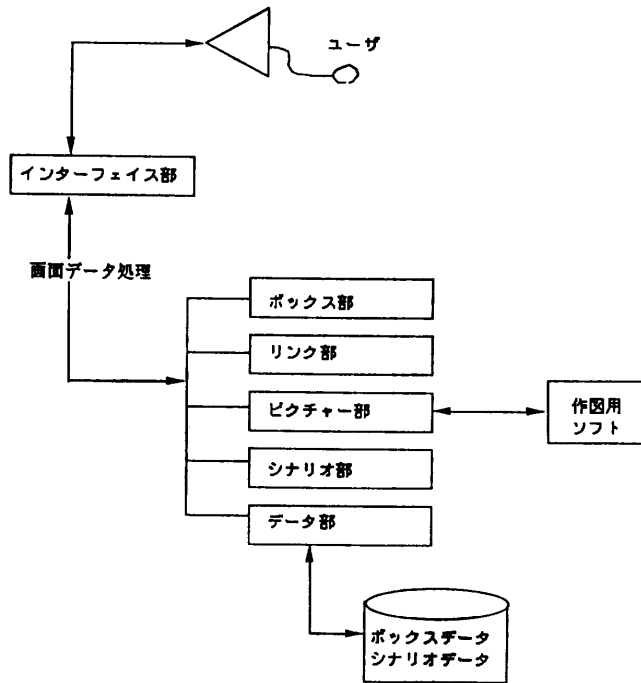 ユーザ
インターフェイス部
画面データ処理
ボックス部
リンク部
ピクチャー部
作図用
ソフト
シナリオ部
データ部
ボックスデータ
シナリオデータ